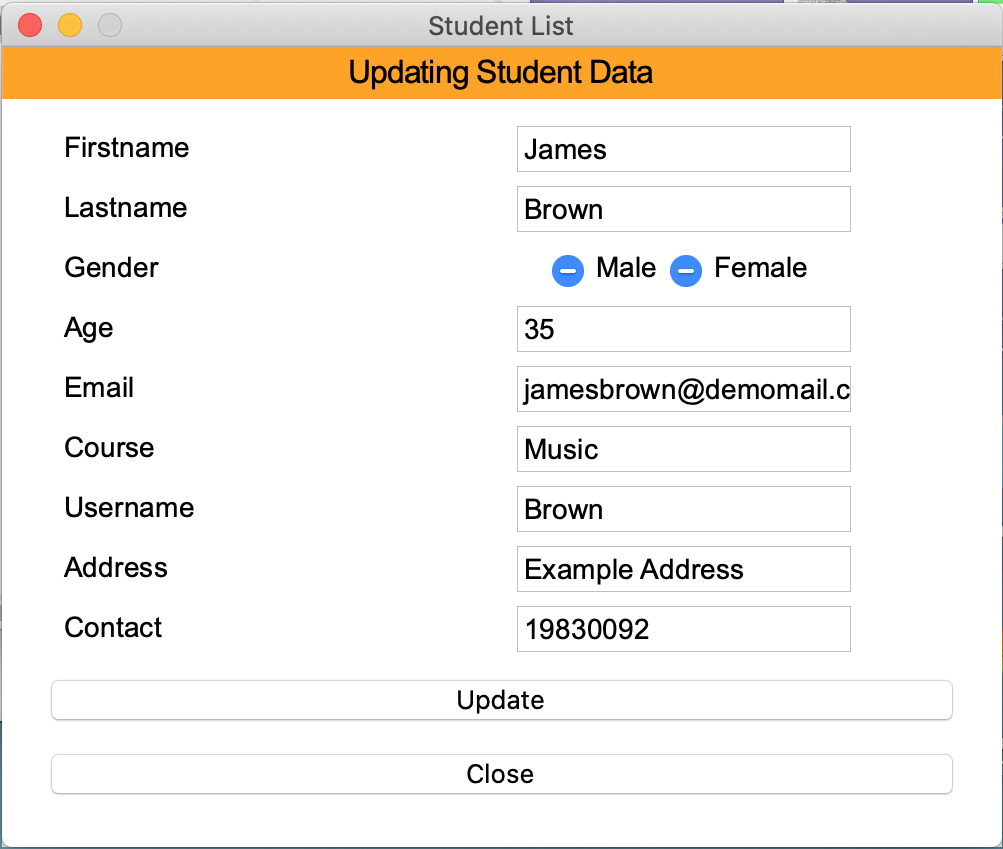 Student List
Updating Student Data
Firstname James
Lastname Brown
Gender Male Female
Age 35
Email jamesbrown@demomail.c
Course Music
Username Brown
Address Example Address
Contact 19830092
Update
Close